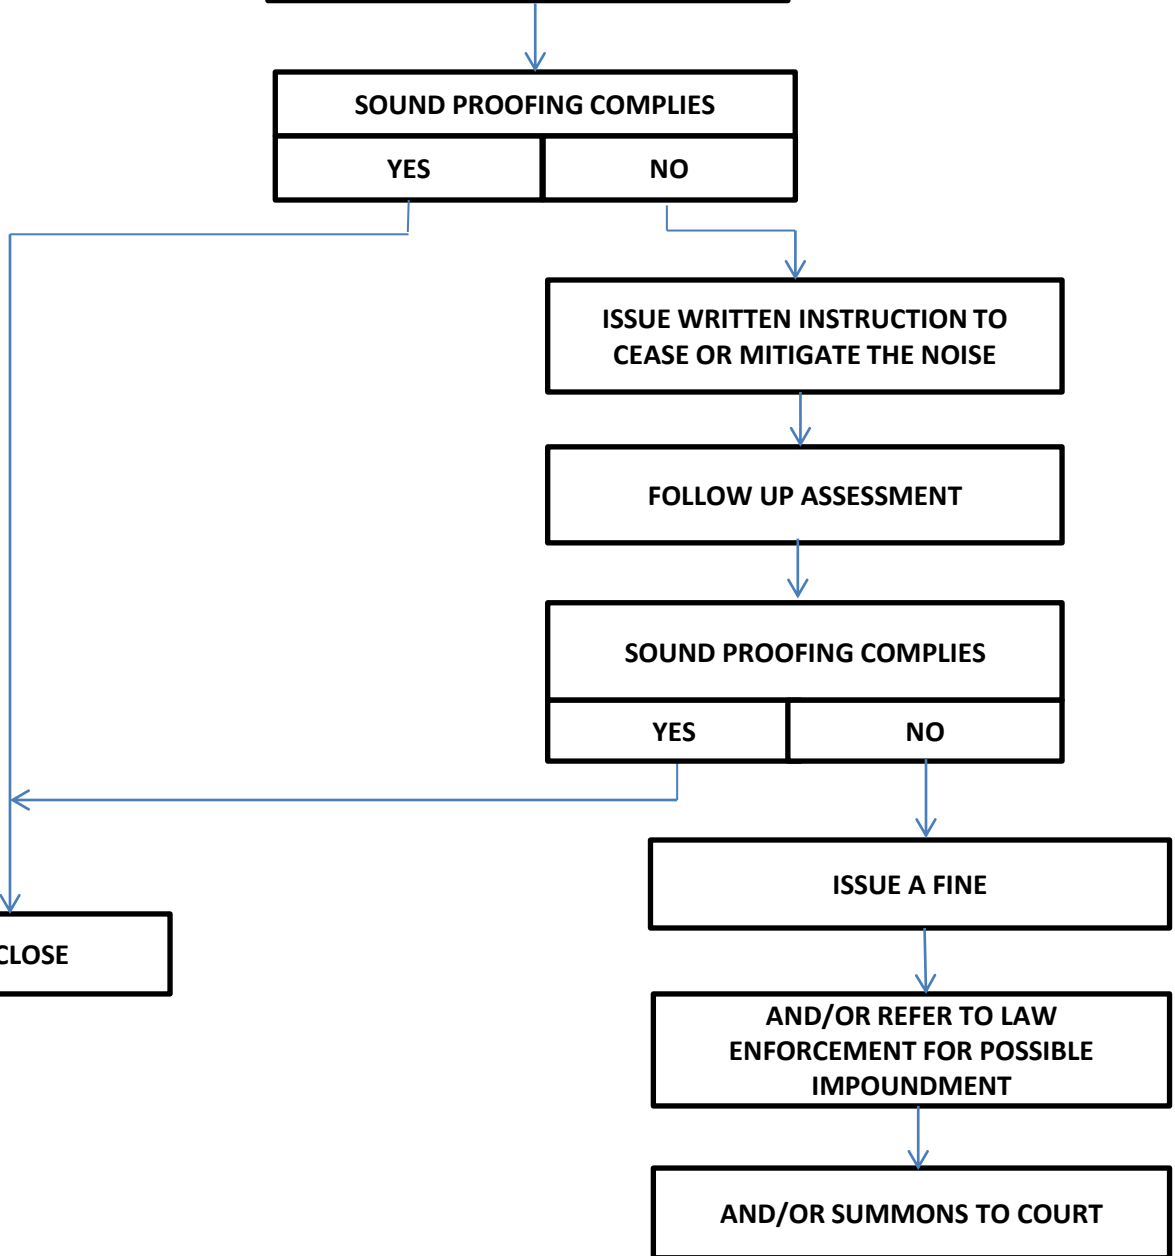 SOUND PROOFING COMPLIES
YES
NO
ISSUE WRITTEN INSTRUCTION TO
CEASE OR MITIGATE THE NOISE
FOLLOW UP ASSESSMENT
SOUND PROOFING COMPLIES
YES
NO
ISSUE A FINE
CLOSE
AND/OR REFER TO LAW
ENFORCEMENT FOR POSSIBLE
IMPOUNDMENT
AND/OR SUMMONS TO COURT